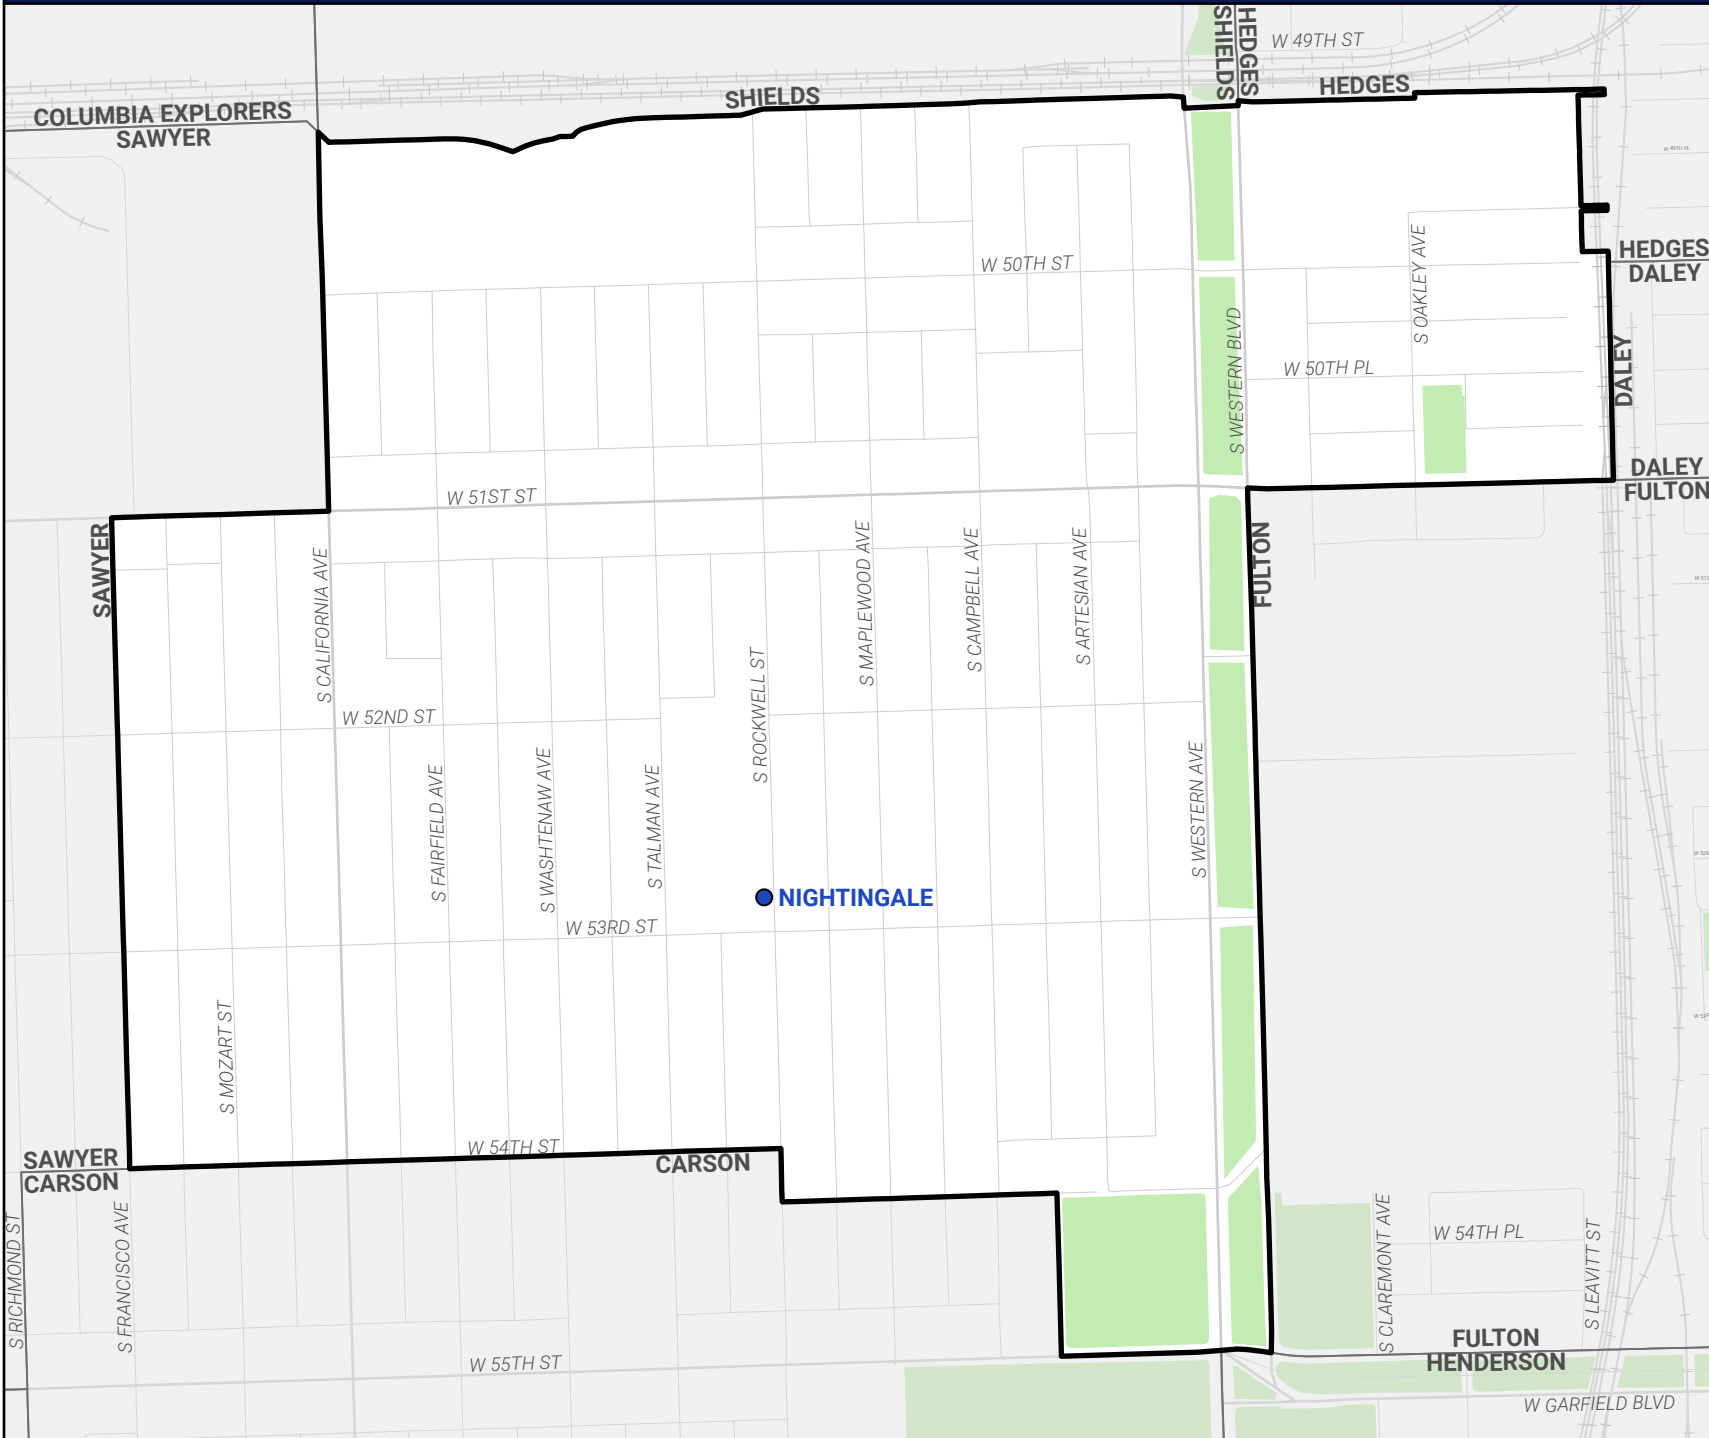 SHIELDS
HEDGES
W 49TH ST
HEDGES
SHIELDS
COLUMBIA EXPLORERS
SAWYER
W 49TH PL
W 50TH ST
S OAKLEY AVE
HEDGES
DALEY
S WESTERN BLVD
W 50TH PL
DALEY
DALEY
FULTON
W 51ST ST
SAWYER
S CALIFORNIA AVE
S MAPLEWOOD AVE
S CAMPBELL AVE
S ARTESIAN AVE
FULTON
S ROCKWELL ST
W 52ND ST
S FAIRFIELD AVE
S WASHTENAW AVE
S TALMAN AVE
S WESTERN AVE
NIGHTINGALE
W 53RD ST
S MOZART ST
W 54TH ST
SAWYER
CARSON
CARSON
S RICHMOND ST
S FRANCISCO AVE
S CLAREMONT AVE
W 54TH PL
S LEAVITT ST
FULTON
HENDERSON
W 55TH ST
W GARFIELD BLVD